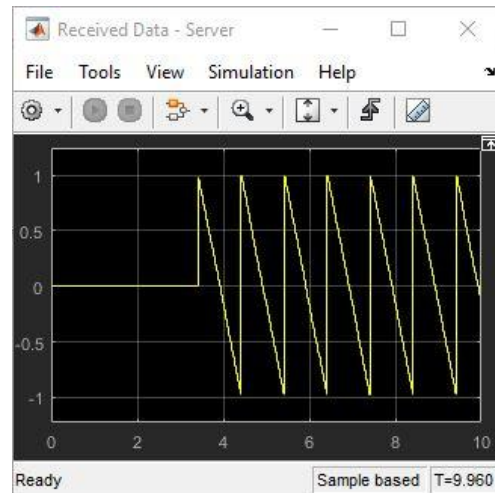 Received Data - Server
File Tools View Simulation Help
1
0.5
0
-0.5
-1
0 2 4 6 8 10
Ready Sample based T=9.960